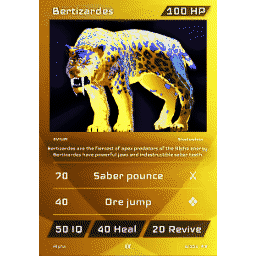 Bertizardes 100 HP
Bertizardes are the fiercest of apex predators of the energy
Bertizardes have powerful jaws and indestructible saber teeth
70 Saber pounce X
40 Ore jump
50 IQ 40 Heal 20 Revive